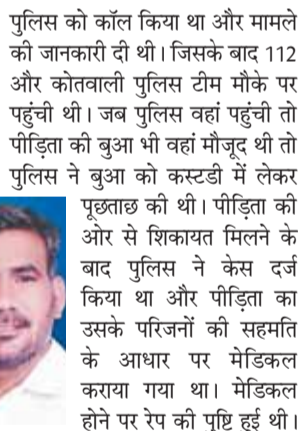 पुलिस को कॉल किया था और मामले
की जानकारी दी थी। जिसके बाद 112
और कोतवाली पुलिस टीम मौके पर
पहुंची थी। जब पुलिस वहां पहुंची तो
पीड़िता की बुआ भी वहां मौजूद थी तो
पुलिस ने बुआ को कस्टडी में लेकर
पूछताछ की थी। पीड़िता की
ओर से शिकायत मिलने के
बाद पुलिस ने केस दर्ज
किया था और पीड़िता का
उसके परिजनों की सहमति
के आधार पर मेडिकल
कराया गया था। मेडिकल
होने पर रेप की पुष्टि हुई थी।